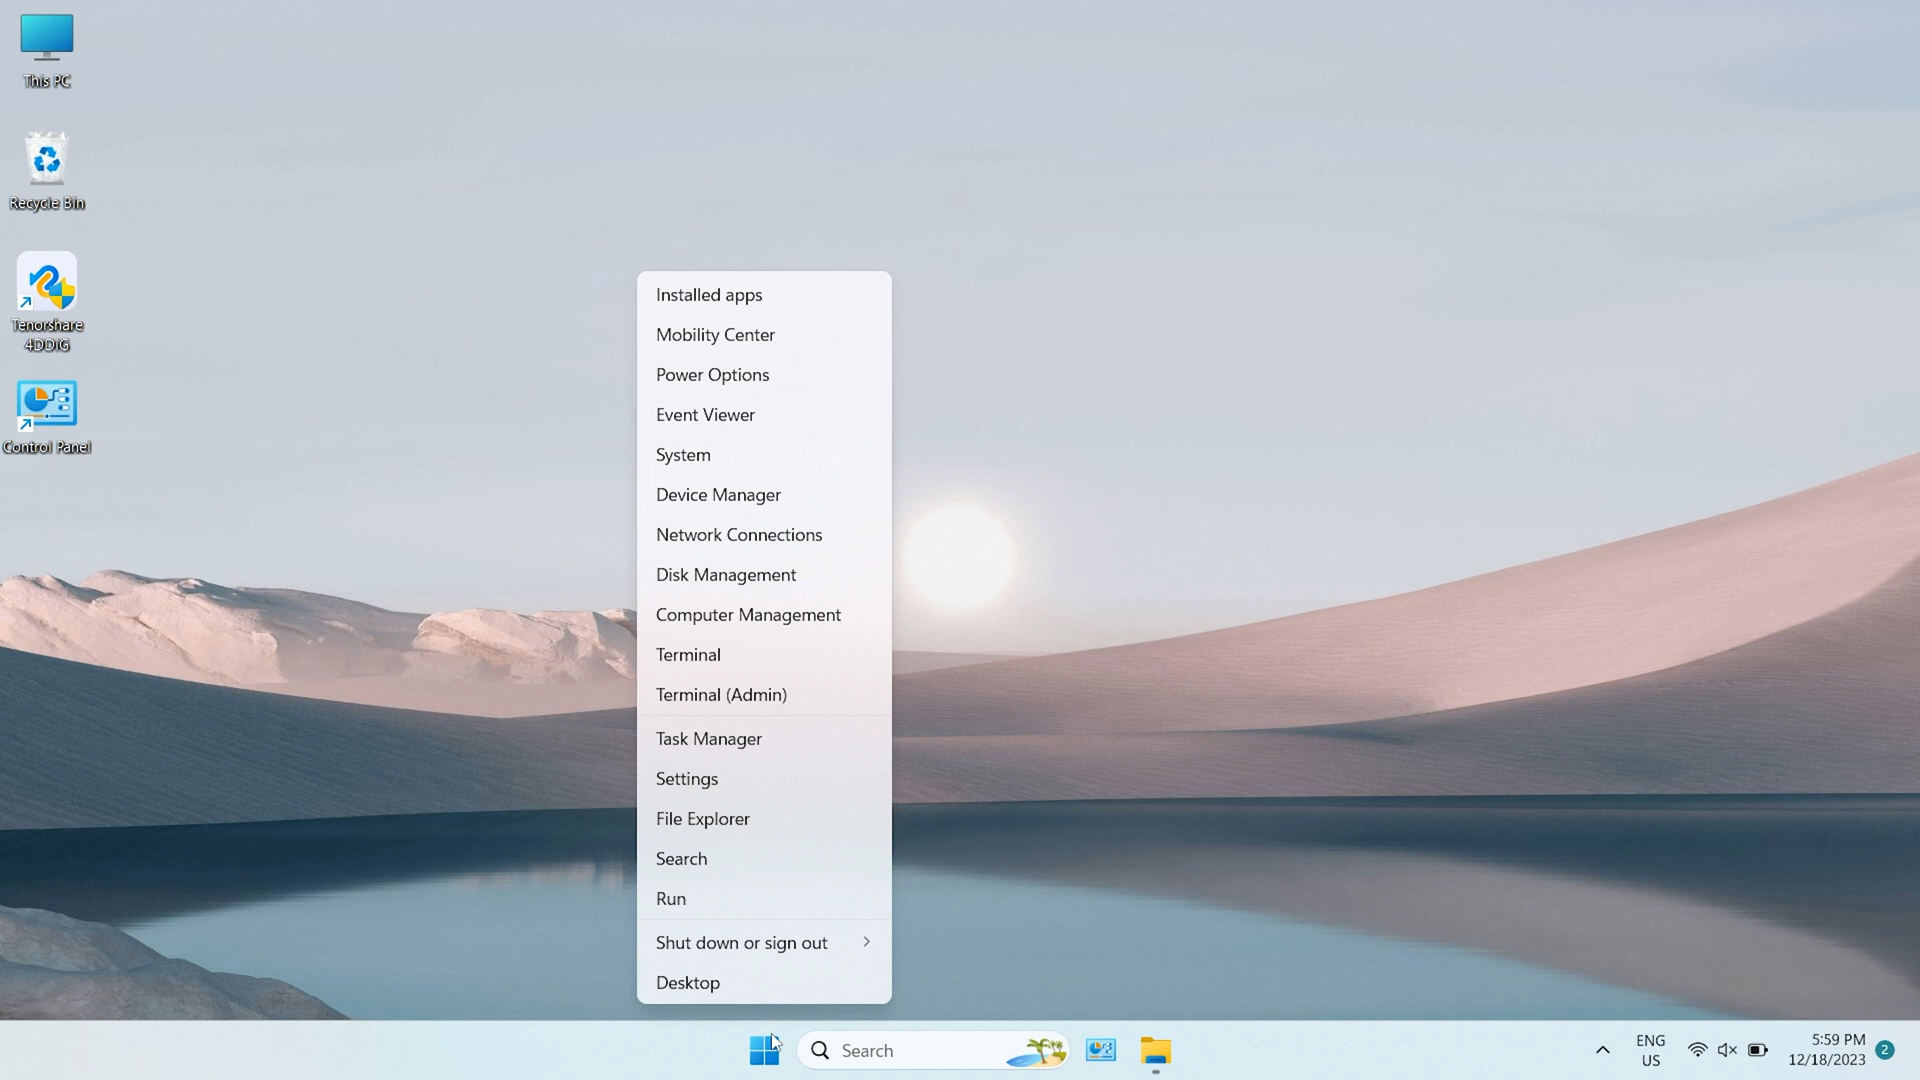 This PC
Recycle Bin
Tenorshare
4DDiG
Control Panel
Installed apps
Mobility Center
Power Options
Event Viewer
System
Device Manager
Network Connections
Disk Management
Computer Management
Terminal
Terminal (Admin)
Task Manager
Settings
File Explorer
Search
Run
Shut down or sign out
Desktop
Search
ENG
US
5:59 PM
12/18/2023
2